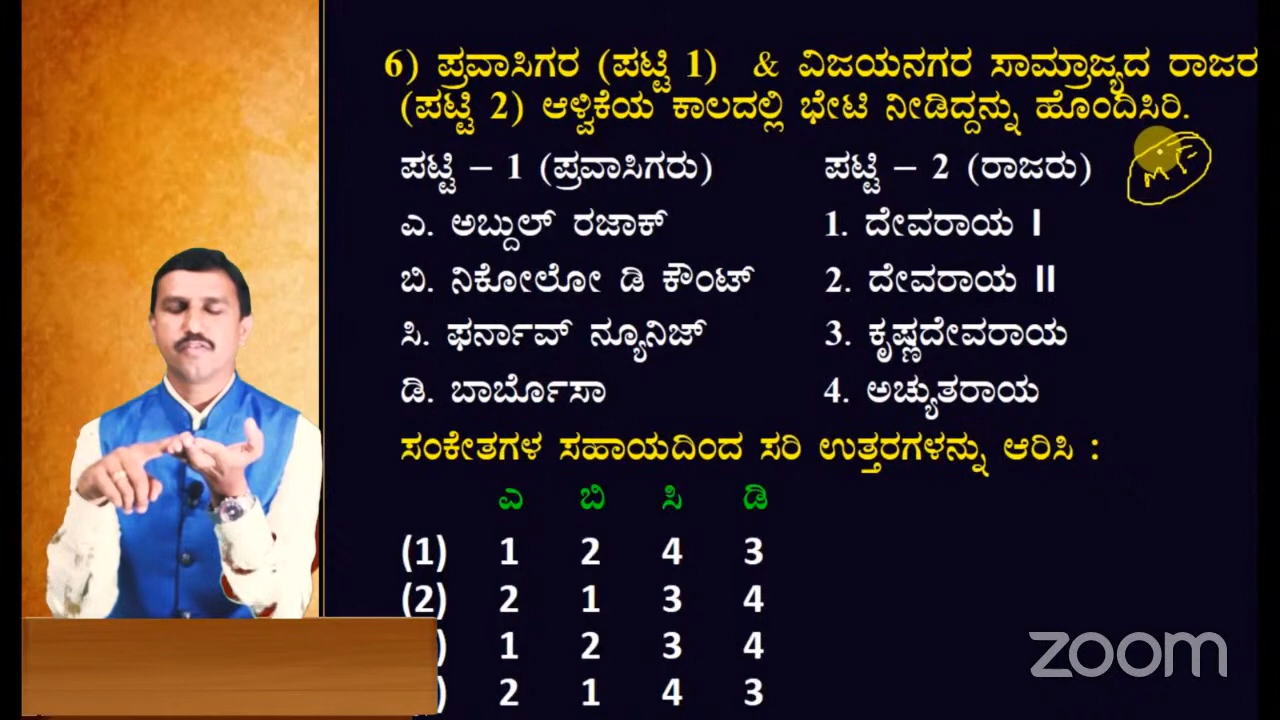 6) ಪ್ರವಾಸಿಗರ (ಪಟ್ಟಿ 1) & ವಿಜಯನಗರ ಸಾಮ್ರಾಜ್ಯದ ರಾಜರ
(ಪಟ್ಟಿ 2) ಆಳ್ವಿಕೆಯ ಕಾಲದಲ್ಲಿ ಭೇಟಿ ನೀಡಿದ್ದನ್ನು ಹೊಂದಿಸಿರಿ.
ಪಟ್ಟಿ – 1 (ಪ್ರವಾಸಿಗರು) ಪಟ್ಟಿ – 2 (ರಾಜರು)
ಎ. ಅಬ್ದುಲ್ ರಜಾಕ್ 1. ದೇವರಾಯ I
ಬಿ. ನಿಕೋಲೋ ಡಿ ಕೌಂಟ್ 2. ದೇವರಾಯ II
ಸಿ. ಫರ್ನಾವ್ ನ್ಯೂನಿಜ್ 3. ಕೃಷ್ಣದೇವರಾಯ
ಡಿ. ಬಾರ್ಬೊಸಾ 4. ಅಚ್ಯುತರಾಯ
ಸಂಕೇತಗಳ ಸಹಾಯದಿಂದ ಸರಿ ಉತ್ತರಗಳನ್ನು ಆರಿಸಿ :
ಎ ಬಿ ಸಿ ಡಿ
(1) 1 2 4 3
(2) 2 1 3 4
) 1 2 3 4
) 2 1 4 3
zoom